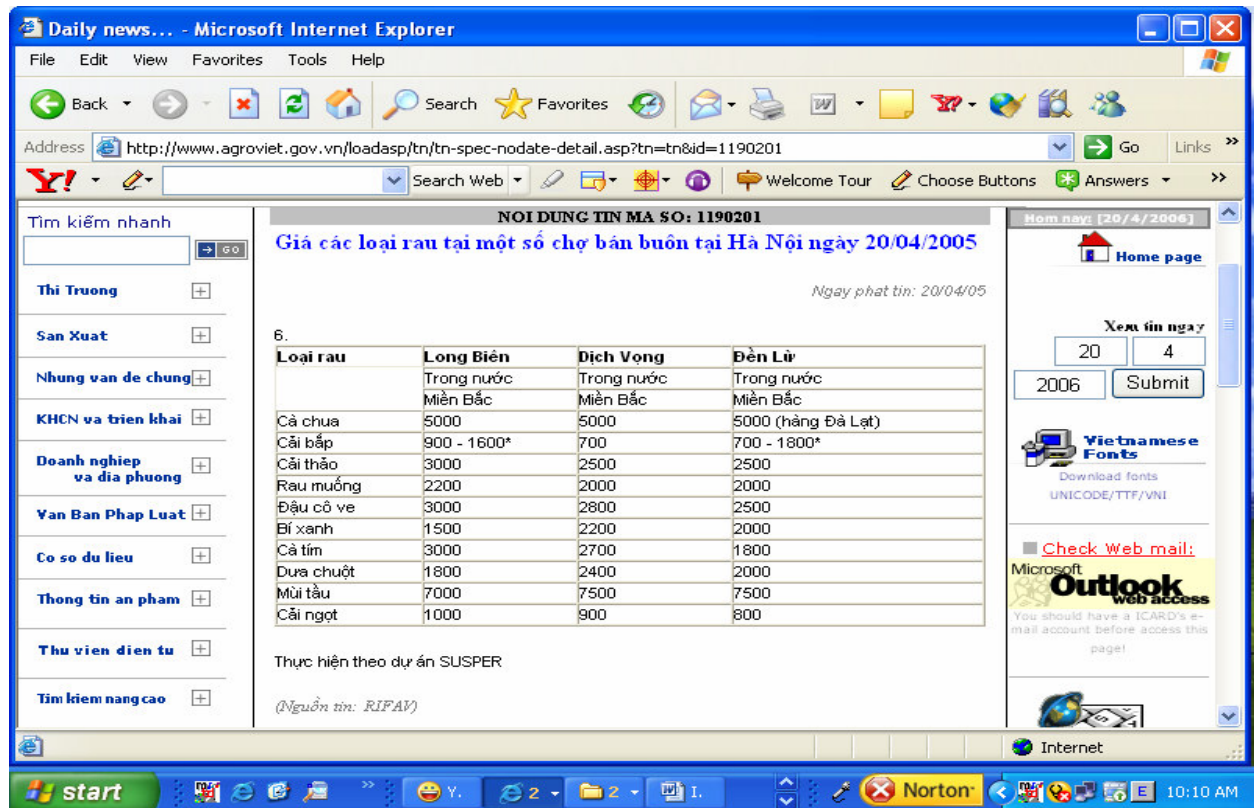 Daily news... - Microsoft Internet Explorer
File Edit View Favorites Tools Help
Back Search Favorites
Address http://www.agroviet.gov.vn/loadasp/tn/tn-spec-nodate-detail.asp?tn=tn&id=1190201 Go Links »
Y! Search Web Welcome Tour Choose Buttons Answers »
Tìm kiếm nhanh
GO
Thi Truong
San Xuat
Nhung van de chung
KHCN va trien khai
Doanh nghiep
va dia phuong
Van Ban Phap Luat
Co so du lieu
Thong tin an pham
Thu vien dien tu
Tim kiem nang cao
NOI DUNG TIN MA SO: 1190201
Giá các loại rau tại một số chợ bán buôn tại Hà Nội ngày 20/04/2005
Ngay phat tin: 20/04/05
6.
Loại rau Long Biên Dịch Vọng Đền Lừ
Trong nước Trong nước Trong nước
Miền Bắc Miền Bắc Miền Bắc
Cà chua 5000 5000 5000 (hàng Đà Lạt)
Cải bắp 900 - 1600* 700 700 - 1800*
Cải thảo 3000 2500 2500
Rau muống 2200 2000 2000
Đậu cô ve 3000 2800 2500
Bí xanh 1500 2200 2000
Cà tím 3000 2700 1800
Dưa chuột 1800 2400 2000
Mùi tàu 7000 7500 7500
Cải ngọt 1000 900 800
Thực hiện theo dự án SUSPER
(Nguồn tin: RIFAV)
Hom nay: [20/4/2006]
Home page
Xem tin ngay
20 4
2006 Submit
Vietnamese
Fonts
Download fonts
UNICODE/TTF/VNI
Check Web mail:
Microsoft
Outlook
web access
You should have a ICARD's e-
mail account before access this
page!
Internet
start » Y. 2 2 I. Norton E 10:10 AM